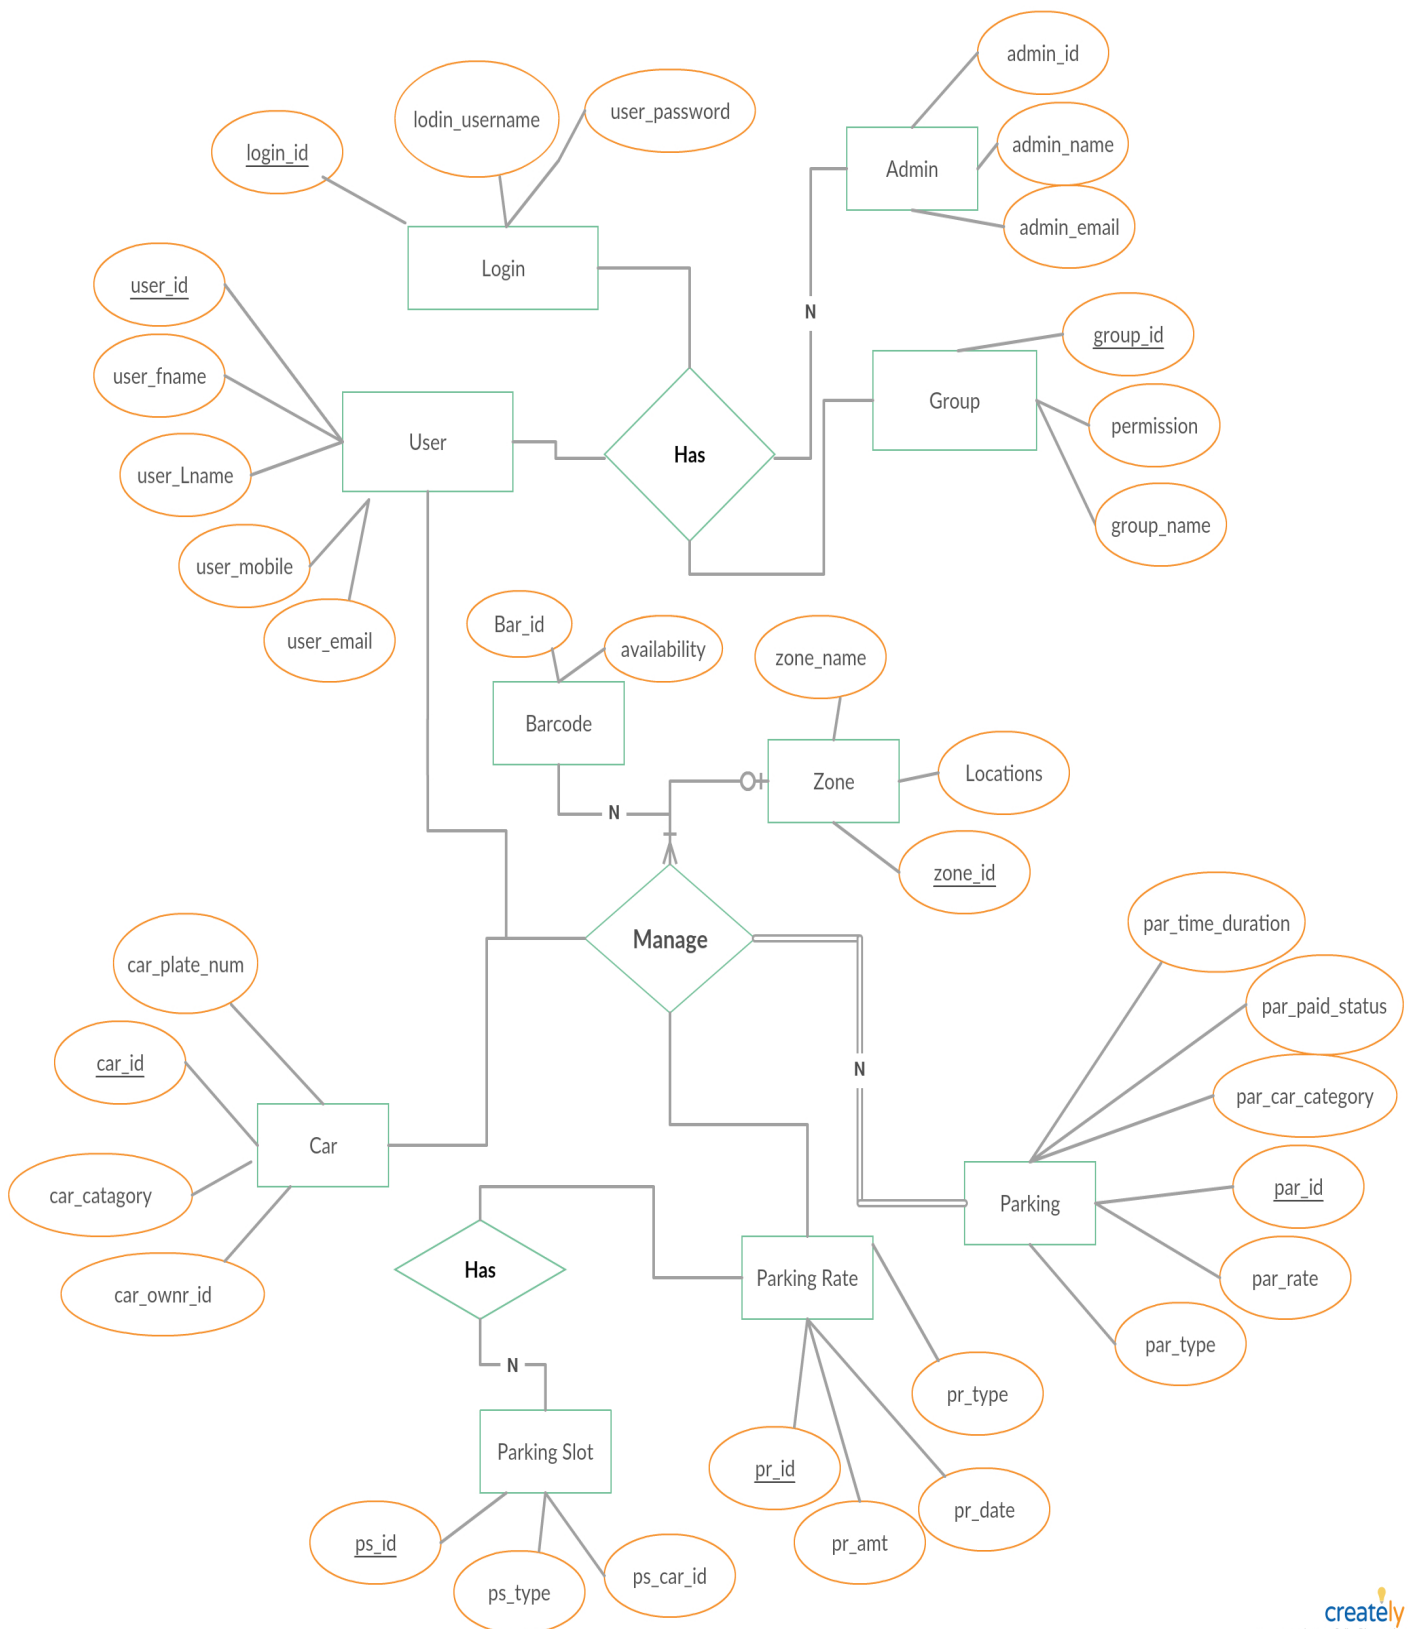 admin_id
lodin_username
user_password
login_id
admin_name
Admin
admin_email
Login
user_id
N
group_id
user_fname
Group
permission
User
Has
user_Lname
group_name
user_mobile
user_email
Bar_id
availability
zone_name
Barcode
Zone
Locations
N
zone_id
par_time_duration
Manage
car_plate_num
par_paid_status
car_id
N
par_car_category
Car
par_id
car_catagory
Parking
Has
Parking Rate
par_rate
car_ownr_id
par_type
N
pr_type
Parking Slot
pr_id
pr_date
ps_id
pr_amt
ps_car_id
ps_type
creately